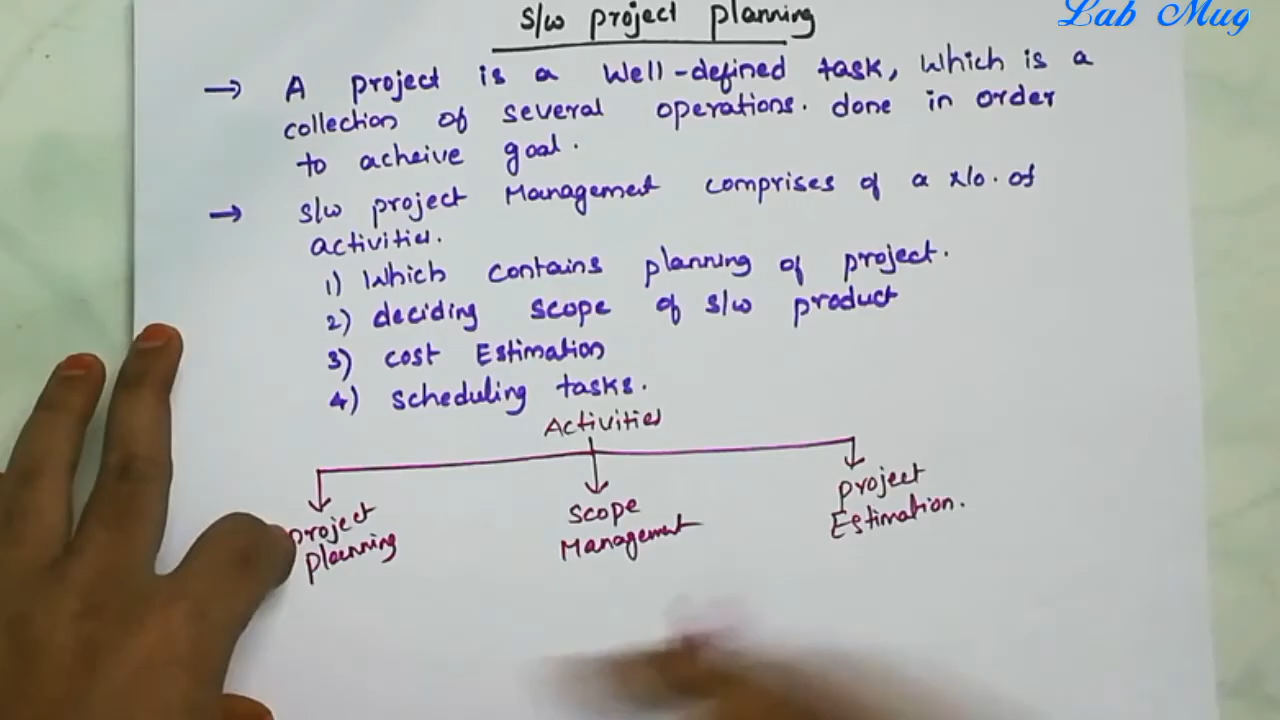 s/w project planning
Lab Mug
→ A project is a well-defined task, which is a
collection of several operations. done in order
to acheive goal.
→ s/w project Management comprises of a no. of
activities.
1) which contains planning of project.
2) deciding scope of s/w product
3) cost Estimation
4) scheduling tasks.
Activities
project
planning
scope
Management
project
Estimation.